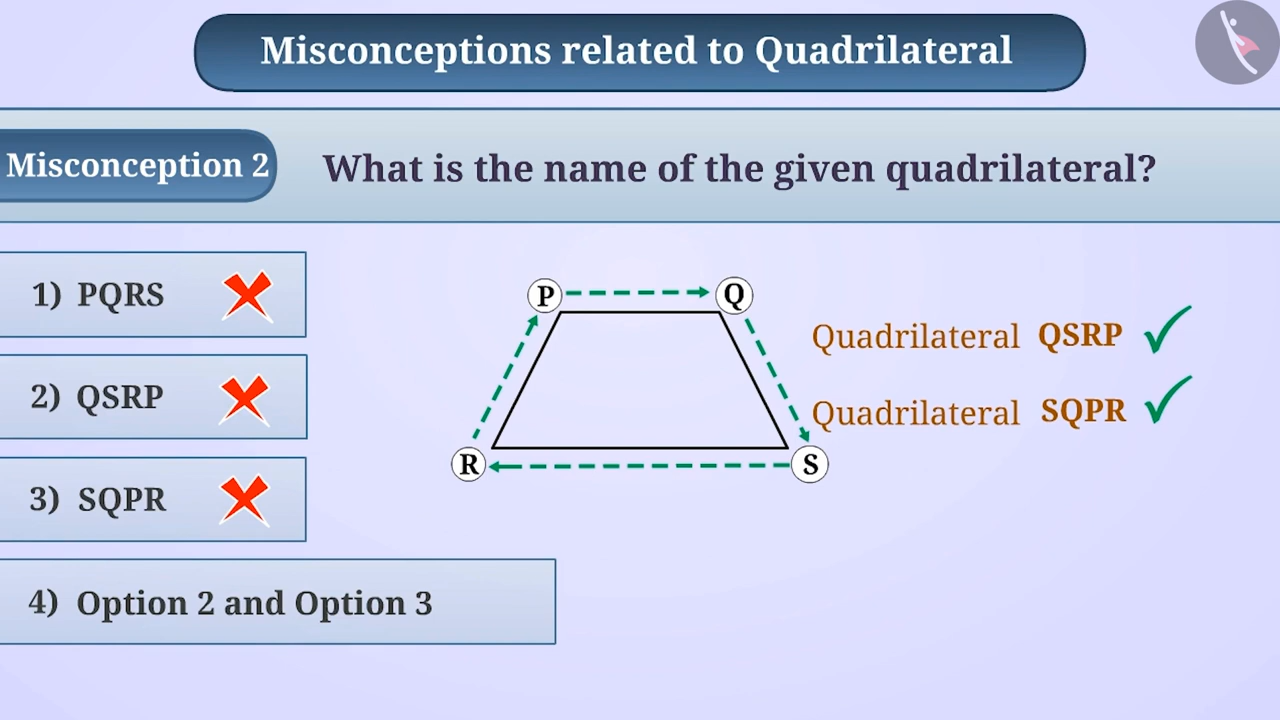 Misconceptions related to Quadrilateral
Misconception 2
What is the name of the given quadrilateral?
1) PQRS
2) QSRP
3) SQPR
4) Option 2 and Option 3
P
Q
R
S
Quadrilateral QSRP
Quadrilateral SQPR